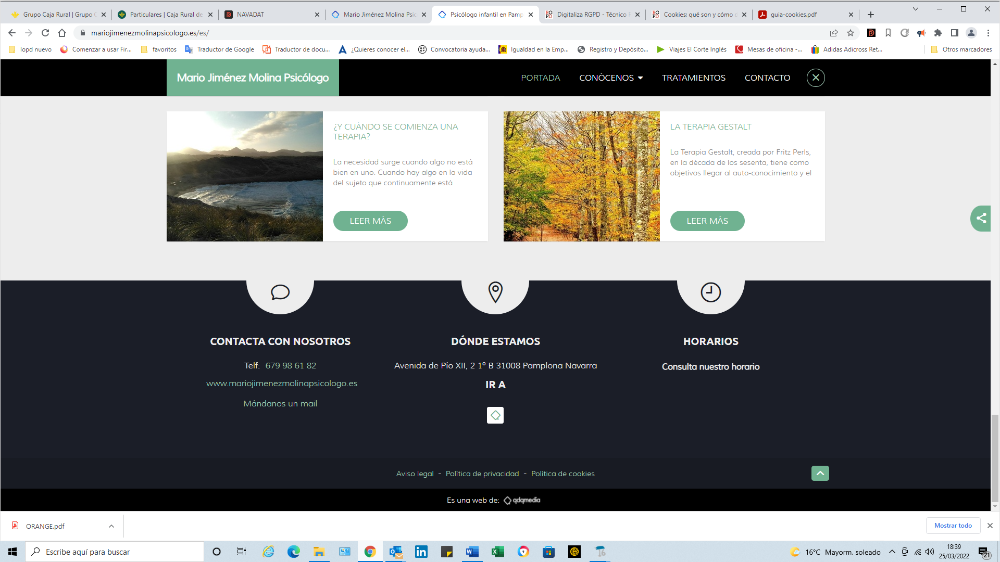 Grupo Caja Rural | Grupo C
Particulares | Caja Rural de
NAVADAT
Mario Jiménez Molina Psic
Psicólogo infantil en Pamp
Digitaliza RGPD - Técnico
Cookies: qué son y cómo
guia-cookies.pdf
mariojimenezmolinapsicologo.es/es/
lopd nuevo
Comenzar a usar Fir...
favoritos
Traductor de Google
Traductor de docu...
¿Quieres conocer el...
Convocatoria ayuda...
Igualdad en la Emp...
Registro y Depósito...
Viajes El Corte Inglés
Mesas de oficina -...
Adidas Adicross Ret...
Otros marcadores
Mario Jiménez Molina Psicólogo
PORTADA
CONÓCENOS
TRATAMIENTOS
CONTACTO
¿Y CUÁNDO SE COMIENZA UNA
TERAPIA?
La necesidad surge cuando algo no está
bien en uno. Cuando hay algo en la vida
del sujeto que continuamente está
LEER MÁS
LA TERAPIA GESTALT
La Terapia Gestalt, creada por Fritz Perls,
en la década de los sesenta, tiene como
objetivos llegar al auto-conocimiento y el
LEER MÁS
CONTACTA CON NOSOTROS
Telf: 679 98 61 82
www.mariojimenezmolinapsicologo.es
Mándanos un mail
DÓNDE ESTAMOS
Avenida de Pío XII, 2 1º B 31008 Pamplona Navarra
IR A
HORARIOS
Consulta nuestro horario
Aviso legal - Política de privacidad - Política de cookies
Es una web de: qdqmedia
ORANGE.pdf
Mostrar todo
Escribe aquí para buscar
16°C Mayorm. soleado
18:39
25/03/2022
21